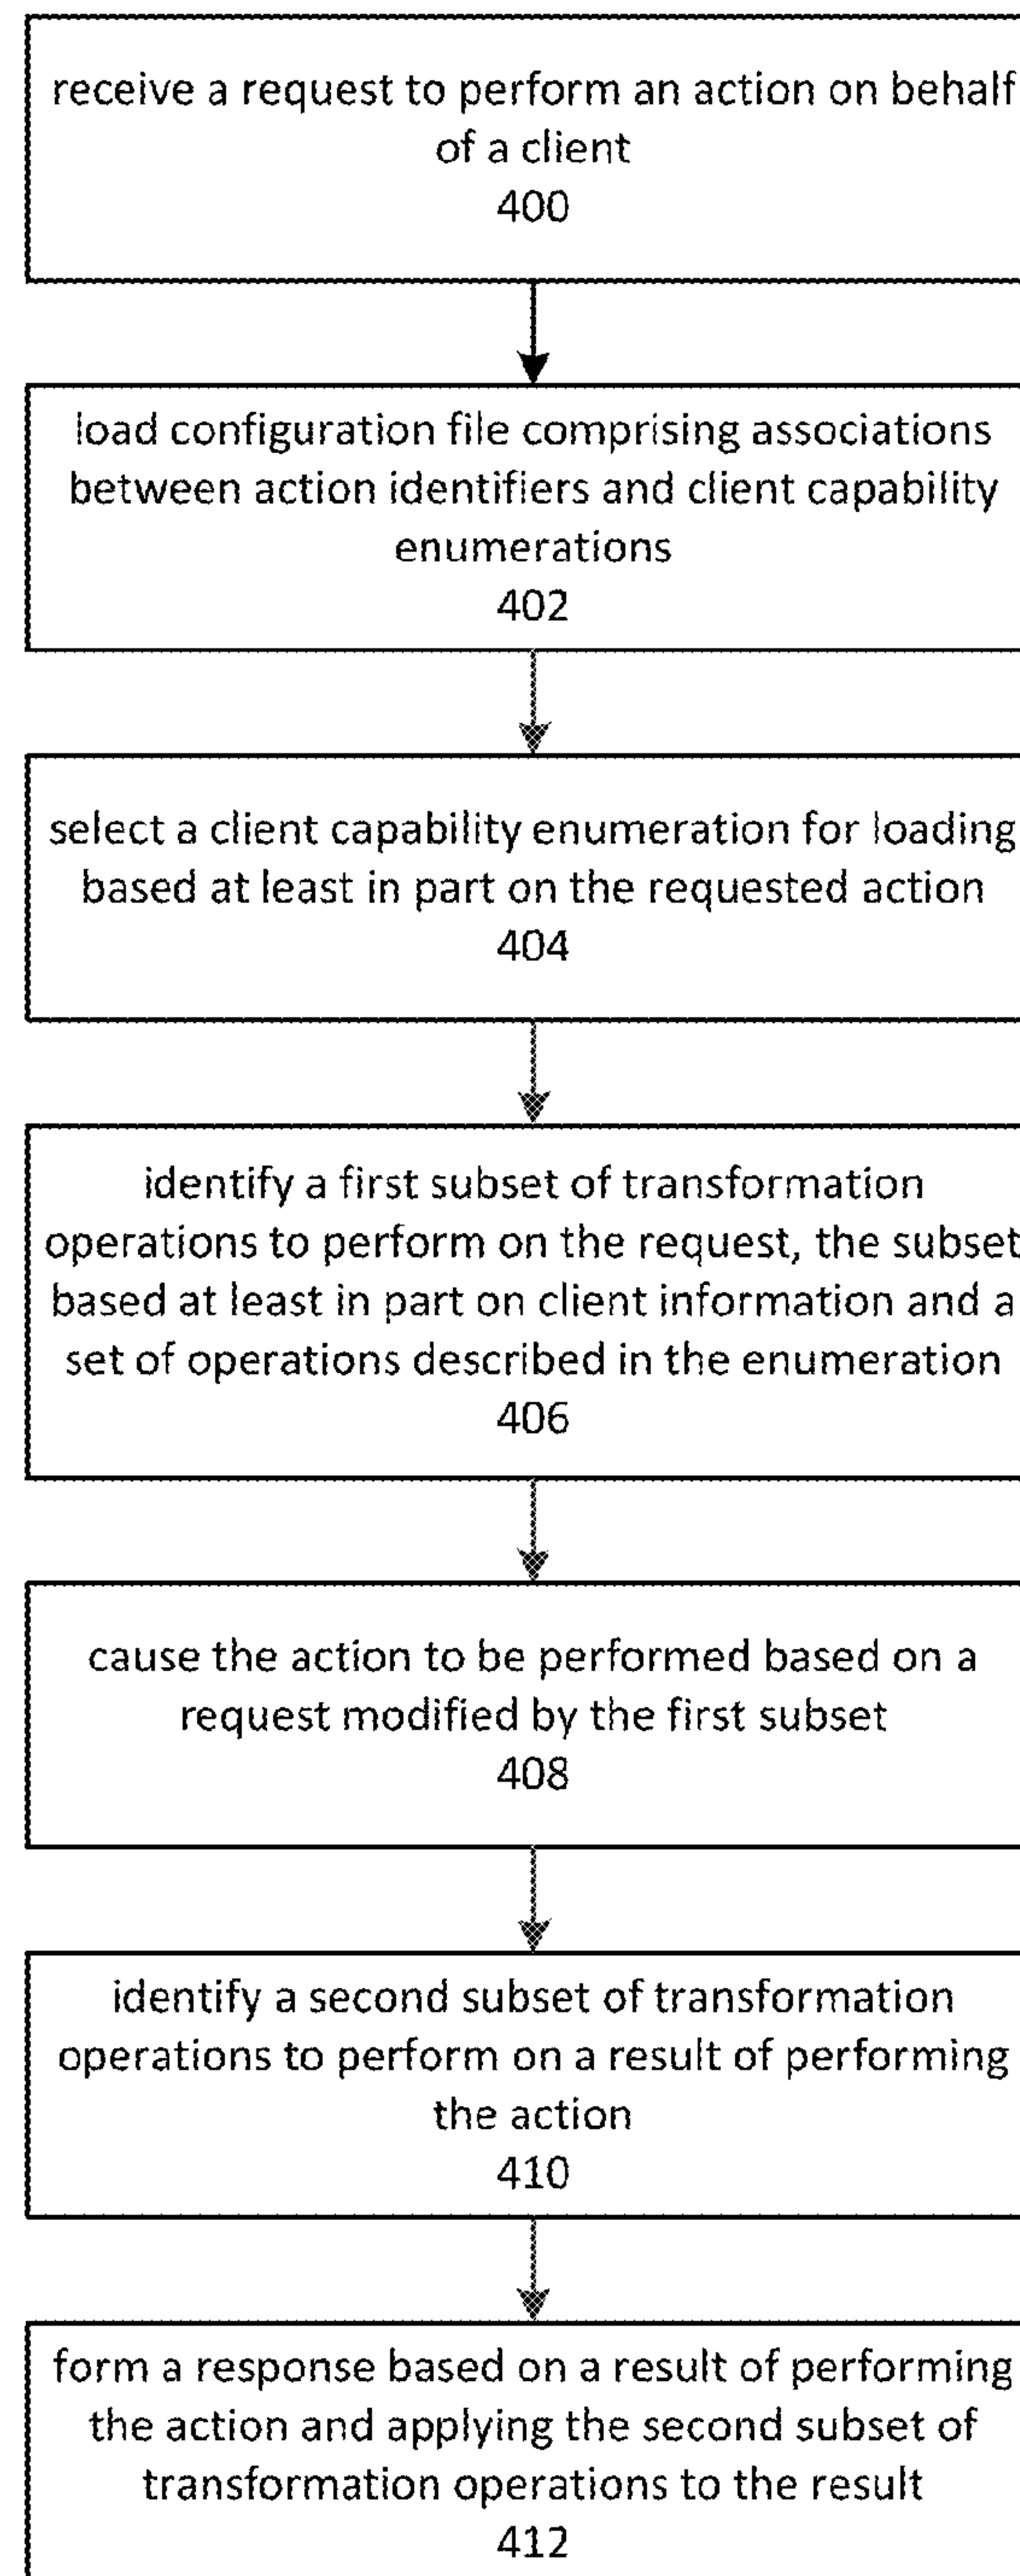 receive a request to perform an action on behalf
of a client
400
load configuration file comprising associations
between action identifiers and client capability
enumerations
402
select a client capability enumeration for loading
based at least in part on the requested action
404
identify a first subset of transformation
operations to perform on the request, the subset
based at least in part on client information and a
set of operations described in the enumeration
406
cause the action to be performed based on a
request modified by the first subset
408
identify a second subset of transformation
operations to perform on a result of performing
the action
410
form a response based on a result of performing
the action and applying the second subset of
transformation operations to the result
412